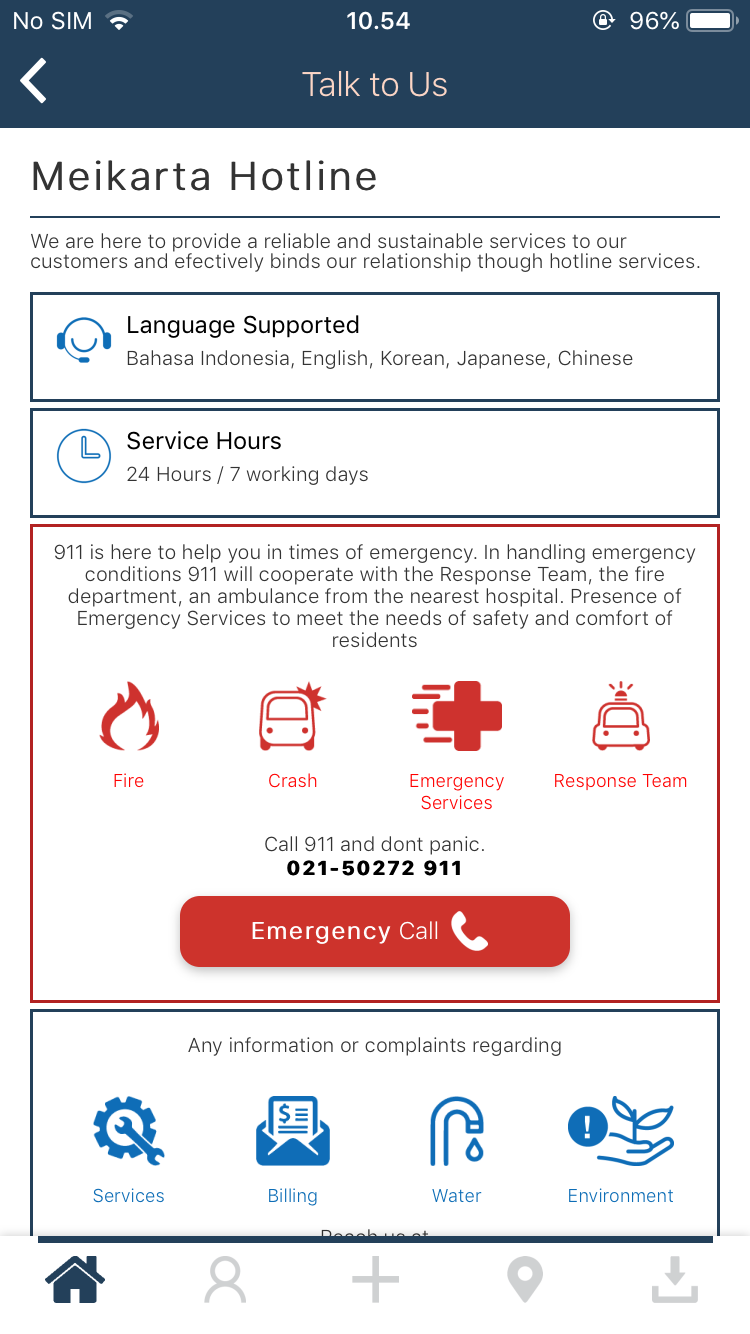 No SIM 10.54 96%
Talk to Us
Meikarta Hotline
We are here to provide a reliable and sustainable services to our
customers and efectively binds our relationship though hotline services.
Language Supported
Bahasa Indonesia, English, Korean, Japanese, Chinese
Service Hours
24 Hours / 7 working days
911 is here to help you in times of emergency. In handling emergency
conditions 911 will cooperate with the Response Team, the fire
department, an ambulance from the nearest hospital. Presence of
Emergency Services to meet the needs of safety and comfort of
residents
Fire Crash Emergency Services Response Team
Call 911 and dont panic.
021-50272 911
Emergency Call
Any information or complaints regarding
Services Billing Water Environment
Reach us at